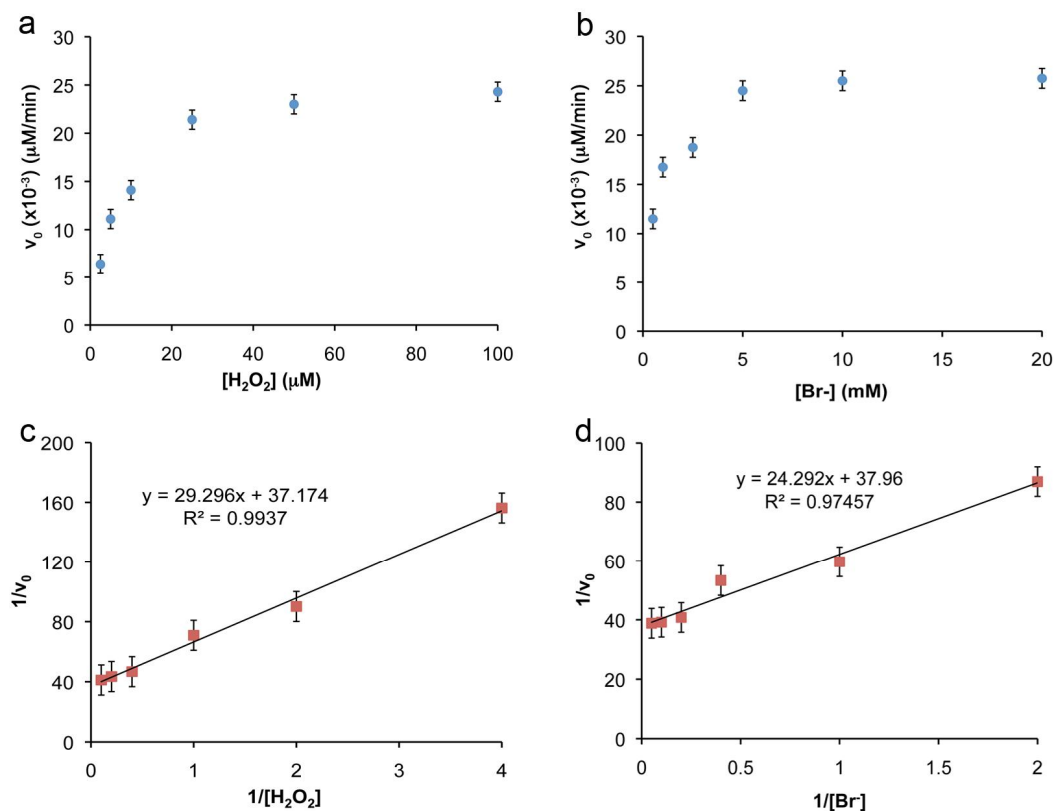 a
30
25
20
15
10
5
0
v₀ (x10⁻³) (μM/min)
0 20 40 60 80 100
[H₂O₂] (μM)
b
30
25
20
15
10
5
0
v₀ (x10⁻³) (μM/min)
0 5 10 15 20
[Br-] (mM)
c
200
160
120
80
40
0
1/v₀
y = 29.296x + 37.174
R² = 0.9937
0 1 2 3 4
1/[H₂O₂]
d
100
80
60
40
20
0
1/v₀
y = 24.292x + 37.96
R² = 0.97457
0 0.5 1 1.5 2
1/[Br⁻]